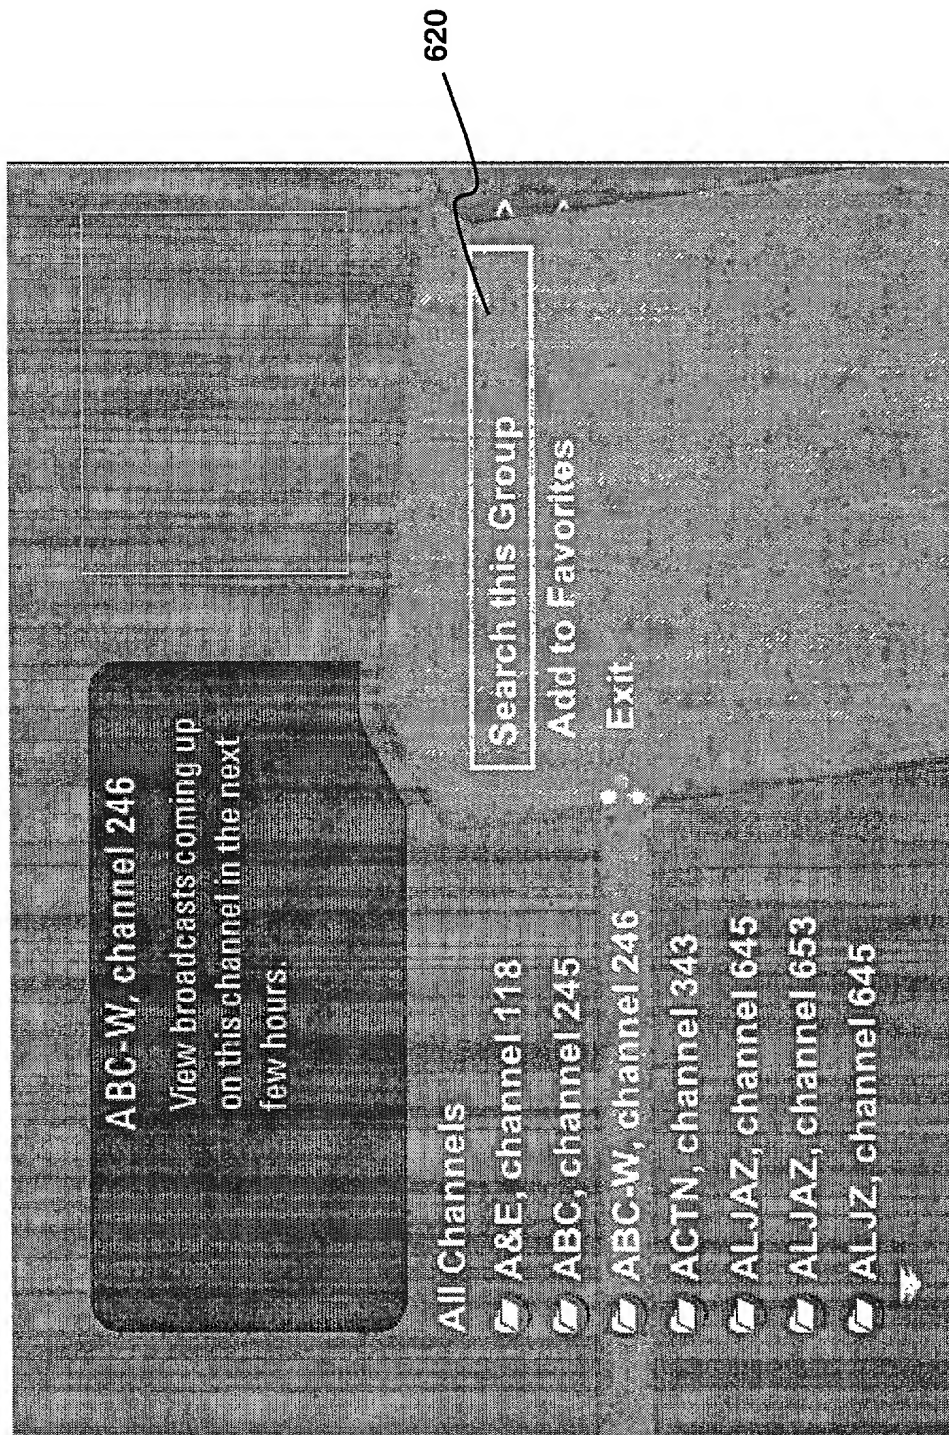 ABC-W, channel 246
View broadcasts coming up
on this channel in the next
few hours.
All Channels
A&E, channel 118
ABC, channel 245
ABC-W, channel 246
ACTN, channel 343
ALJAZ, channel 645
ALJAZ, channel 653
ALJZ, channel 645
Search this Group
>
Add to Favorites
>
Exit
620